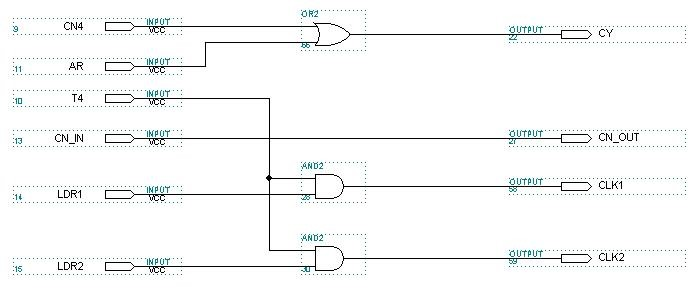 OR2
CN4 INPUT
9 VCC
OUTPUT
22 CY
55
AR INPUT
11 VCC
T4 INPUT
10 VCC
CN_IN INPUT
13 VCC
OUTPUT
27 CN_OUT
AND2
LDR1 INPUT
14 VCC
28
OUTPUT
58 CLK1
AND2
LDR2 INPUT
15 VCC
30
OUTPUT
59 CLK2